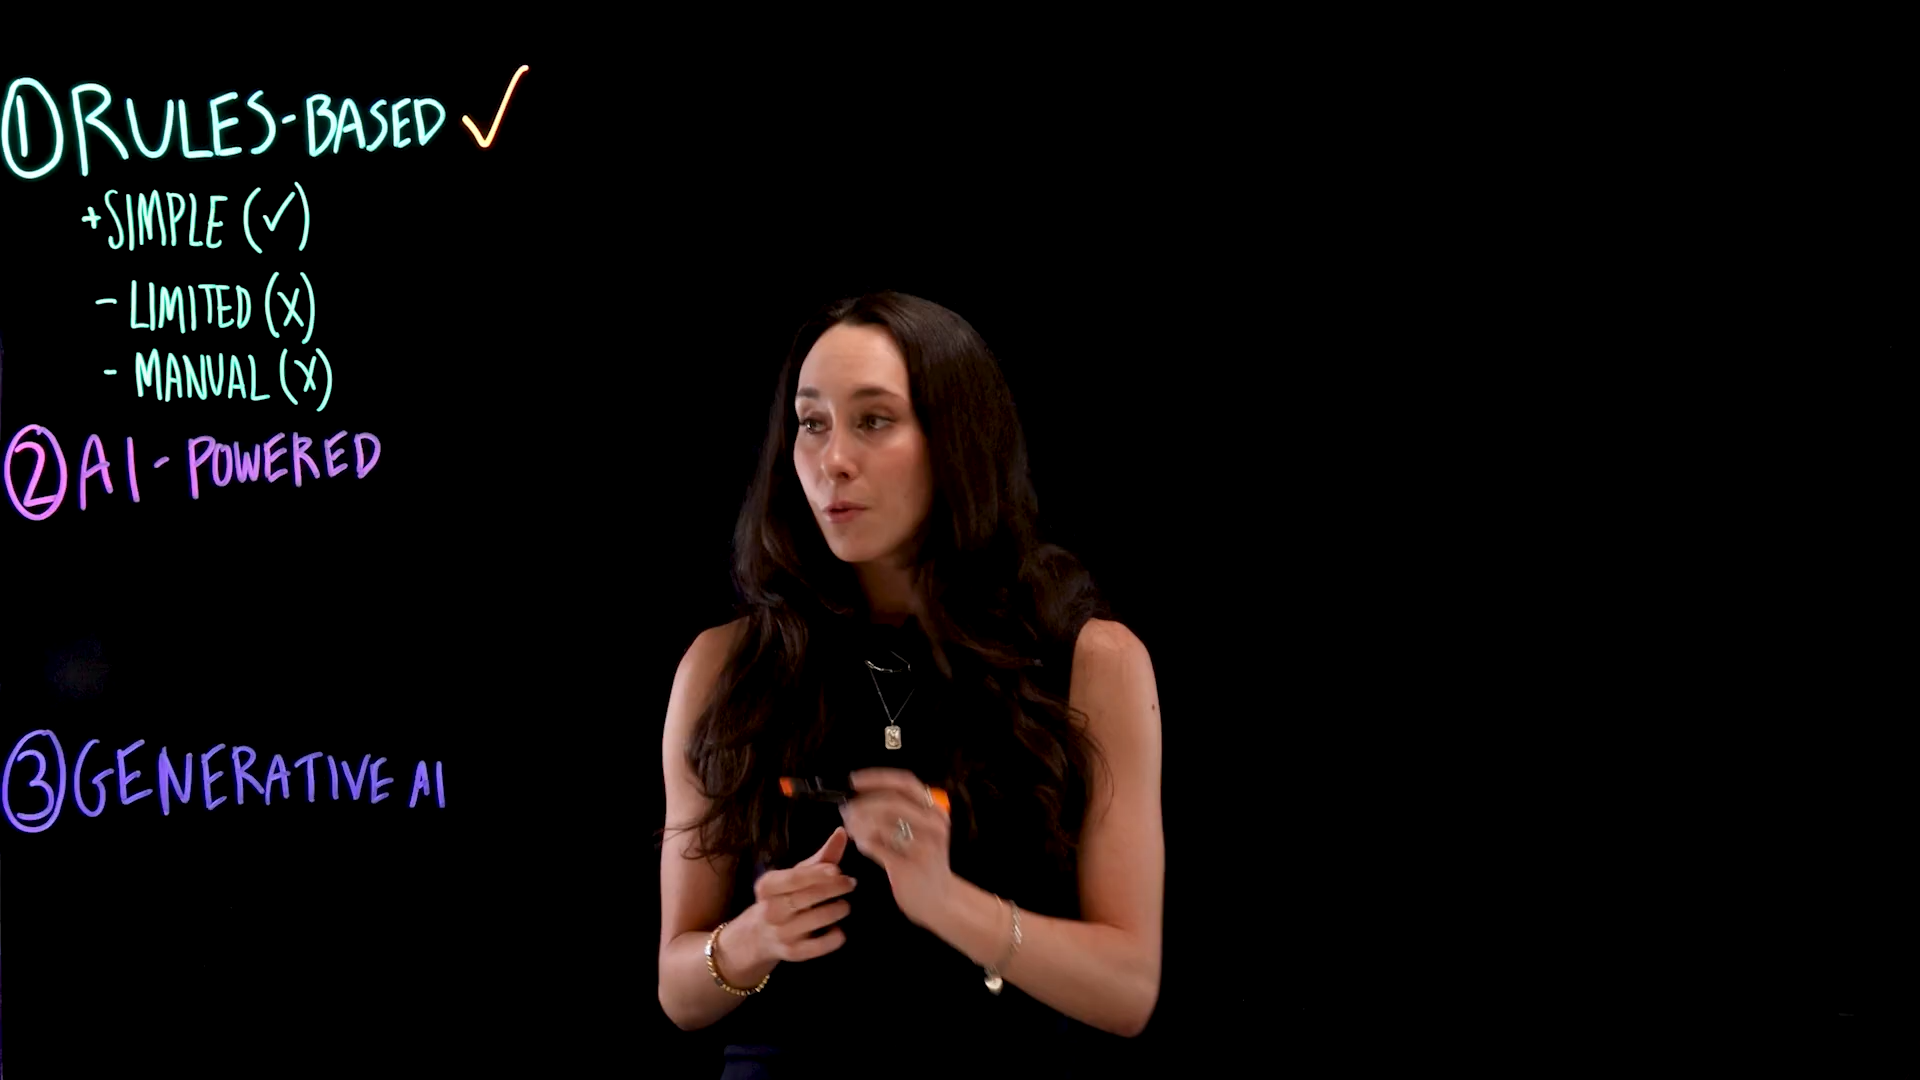 ① RULES-BASED ✓
+ SIMPLE (✓)
- LIMITED (X)
- MANUAL (X)
② AI-POWERED
③ GENERATIVE AI